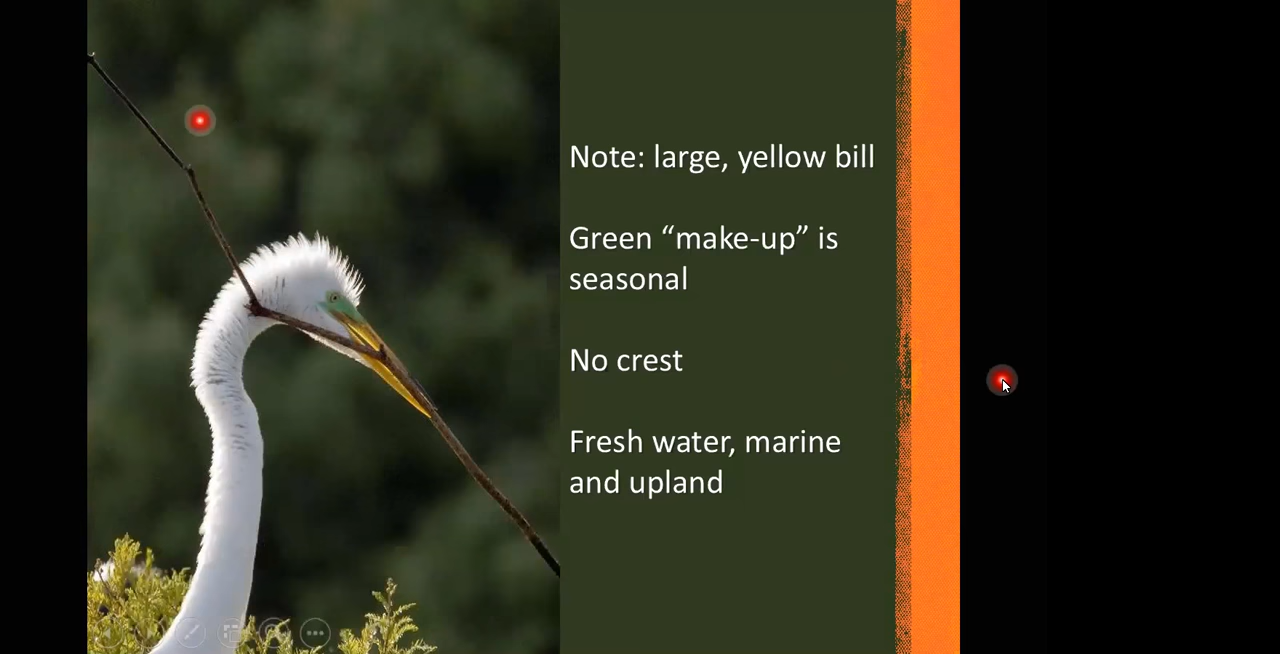 Note: large, yellow bill
Green “make-up” is
seasonal
No crest
Fresh water, marine
and upland